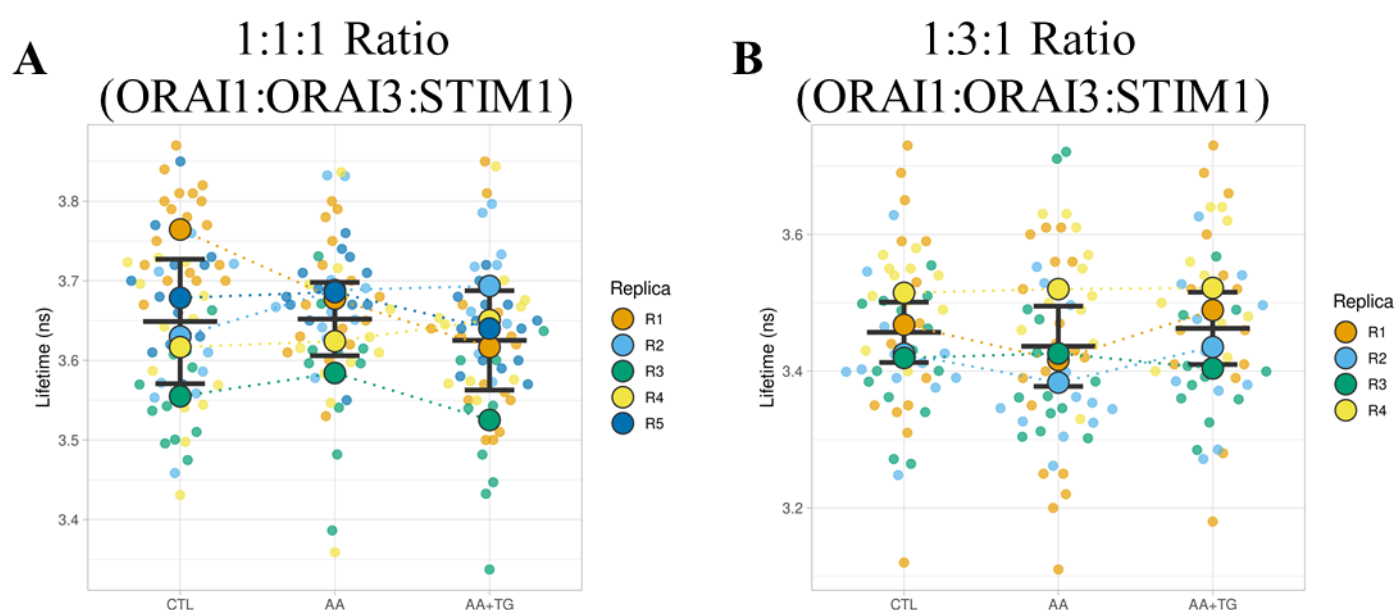 A
1:1:1 Ratio
(ORAI1:ORAI3:STIM1)
Lifetime (ns)
3.8
3.7
3.6
3.5
3.4
CTL
AA
AA+TG
Replica
R1
R2
R3
R4
R5
B
1:3:1 Ratio
(ORAI1:ORAI3:STIM1)
Lifetime (ns)
3.6
3.4
3.2
CTL
AA
AA+TG
Replica
R1
R2
R3
R4